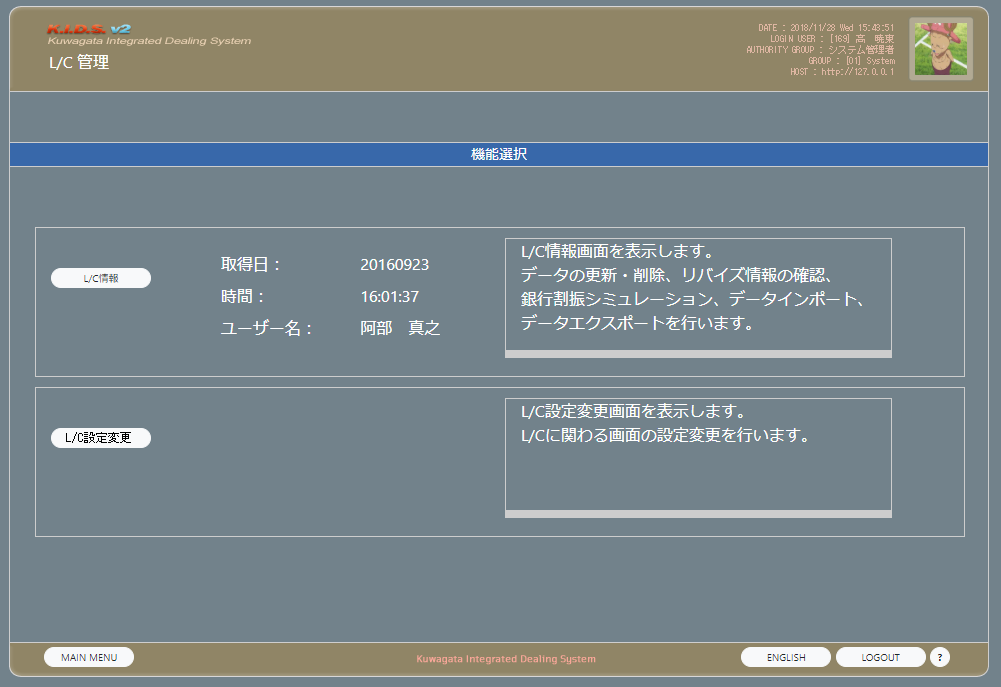 K.I.D.S. v2
Kuwagata Integrated Dealing System
L/C 管理
DATE : 2018/11/28 Wed 15:43:51
LOGIN USER : [169] 高　暁東
AUTHORITY GROUP : システム管理者
GROUP : [01] System
HOST : http://127.0.0.1
機能選択
L/C情報
取得日： 20160923
時間： 16:01:37
ユーザー名： 阿部　真之
L/C情報画面を表示します。
データの更新・削除、リバイズ情報の確認、
銀行割振シミュレーション、データインポート、
データエクスポートを行います。
L/C設定変更
L/C設定変更画面を表示します。
L/Cに関わる画面の設定変更を行います。
MAIN MENU
Kuwagata Integrated Dealing System
ENGLISH
LOGOUT
?